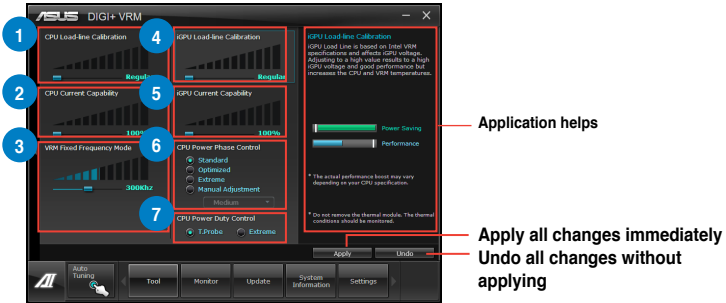 ASUS DIGI+ VRM
1
CPU Load-line Calibration
Regular
2
CPU Current Capability
100%
3
VRM Fixed Frequency Mode
300Khz
4
iGPU Load-line Calibration
Regular
5
iGPU Current Capability
100%
6
CPU Power Phase Control
Standard
Optimized
Extreme
Manual Adjustment
Medium
7
CPU Power Duty Control
T.Probe Extreme
iGPU Load-line Calibration
iGPU Load Line is based on Intel VRM
specifications and affects iGPU voltage.
Adjusting to a high value results to a high
iGPU voltage and good performance but
increases the CPU and VRM temperatures.
Power Saving
Performance
* The actual performance boost may vary
depending on your CPU specification.
* Do not remove the thermal module. The thermal
conditions should be monitored.
Application helps
Apply Undo
Apply all changes immediately
Undo all changes without
applying
Auto
Tuning
Tool
Monitor
Update
System
Information
Settings